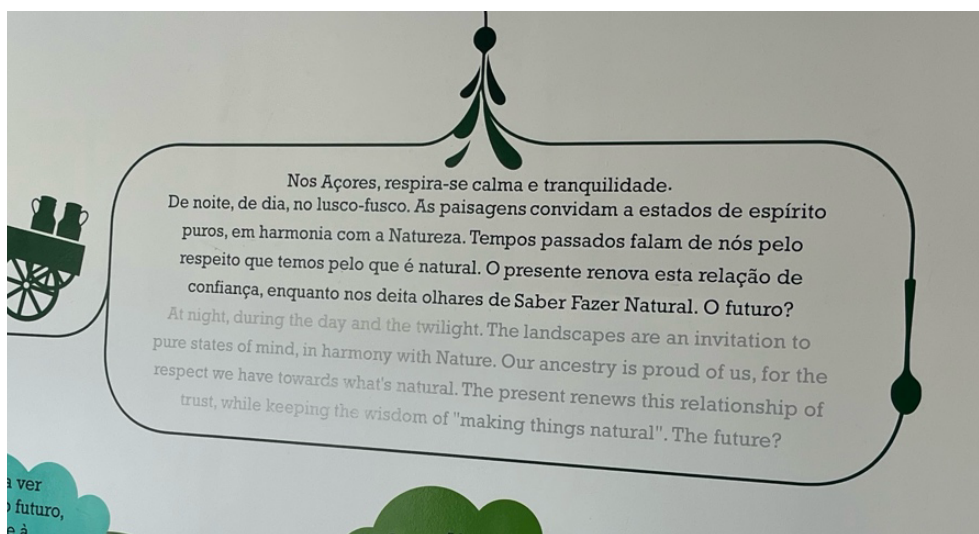 Nos Açores, respira-se calma e tranquilidade.
De noite, de dia, no lusco-fusco. As paisagens convidam a estados de espírito
puros, em harmonia com a Natureza. Tempos passados falam de nós pelo
respeito que temos pelo que é natural. O presente renova esta relação de
confiança, enquanto nos deita olhares de Saber Fazer Natural. O futuro?
At night, during the day and the twilight. The landscapes are an invitation to
pure states of mind, in harmony with Nature. Our ancestry is proud of us, for the
respect we have towards what's natural. The present renews this relationship of
trust, while keeping the wisdom of "making things natural". The future?
ver
futuro,
e à